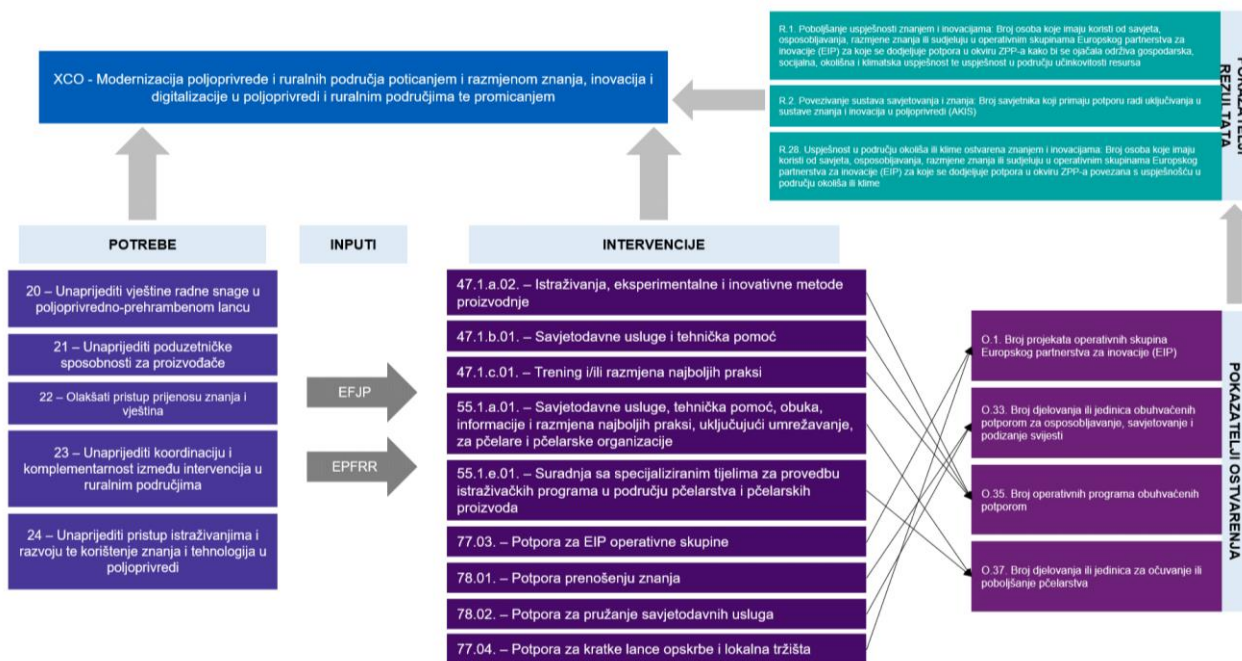 XCO - Modernizacija poljoprivrede i ruralnih područja poticanjem i razmjenom znanja, inovacija i
digitalizacije u poljoprivredi i ruralnim područjima te promicanjem
R.1. Poboljšanje uspješnosti znanjem i inovacijama: Broj osoba koje imaju koristi od savjeta,
osposobljavanja, razmjene znanja ili sudjeluju u operativnim skupinama Europskog partnerstva za
inovacije (EIP) za koje se dodjeljuje potpora u okviru ZPP-a kako bi se ojačala održiva gospodarska,
socijalna, okolišna i klimatska uspješnost te uspješnost u području učinkovitosti resursa
R.2. Povezivanje sustava savjetovanja i znanja: Broj savjetnika koji primaju potporu radi uključivanja u
sustave znanja i inovacija u poljoprivredi (AKIS)
R.28. Uspješnost u području okoliša ili klime ostvarena znanjem i inovacijama: Broj osoba koje imaju
koristi od savjeta, osposobljavanja, razmjene znanja ili sudjeluju u operativnim skupinama Europskog
partnerstva za inovacije (EIP) za koje se dodjeljuje potpora u okviru ZPP-a povezana s uspješnošću u
području okoliša ili klime
POKAZATELJI
REZULTATA
POTREBE
20 – Unaprijediti vještine radne snage u
poljoprivredno-prehrambenom lancu
21 – Unaprijediti poduzetničke
sposobnosti za proizvođače
22 – Olakšati pristup prijenosu znanja i
vještina
23 – Unaprijediti koordinaciju i
komplementarnost između intervencija u
ruralnim područjima
24 – Unaprijediti pristup istraživanjima i
razvoju te korištenje znanja i tehnologija u
poljoprivredi
INPUTI
EFJP
EPFRR
INTERVENCIJE
47.1.a.02. – Istraživanja, eksperimentalne i inovativne metode
proizvodnje
47.1.b.01. – Savjetodavne usluge i tehnička pomoć
47.1.c.01. – Trening i/ili razmjena najboljih praksi
55.1.a.01. – Savjetodavne usluge, tehnička pomoć, obuka,
informacije i razmjena najboljih praksi, uključujući umrežavanje,
za pčelare i pčelarske organizacije
55.1.e.01. – Suradnja sa specijaliziranim tijelima za provedbu
istraživačkih programa u području pčelarstva i pčelarskih
proizvoda
77.03. – Potpora za EIP operativne skupine
78.01. – Potpora prenošenju znanja
78.02. – Potpora za pružanje savjetodavnih usluga
77.04. – Potpora za kratke lance opskrbe i lokalna tržišta
O.1. Broj projekata operativnih skupina
Europskog partnerstva za inovacije (EIP)
O.33. Broj djelovanja ili jedinica obuhvaćenih
potporom za osposobljavanje, savjetovanje i
podizanje svijesti
O.35. Broj operativnih programa obuhvaćenih
potporom
O.37. Broj djelovanja ili jedinica za očuvanje ili
poboljšanje pčelarstva
POKAZATELJI OSTVARENJA